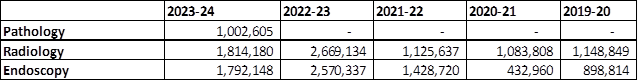 2023-24 2022-23 2021-22 2020-21 2019-20
Pathology 1,002,605 - - - -
Radiology 1,814,180 2,669,134 1,125,637 1,083,808 1,148,849
Endoscopy 1,792,148 2,570,337 1,428,720 432,960 898,814